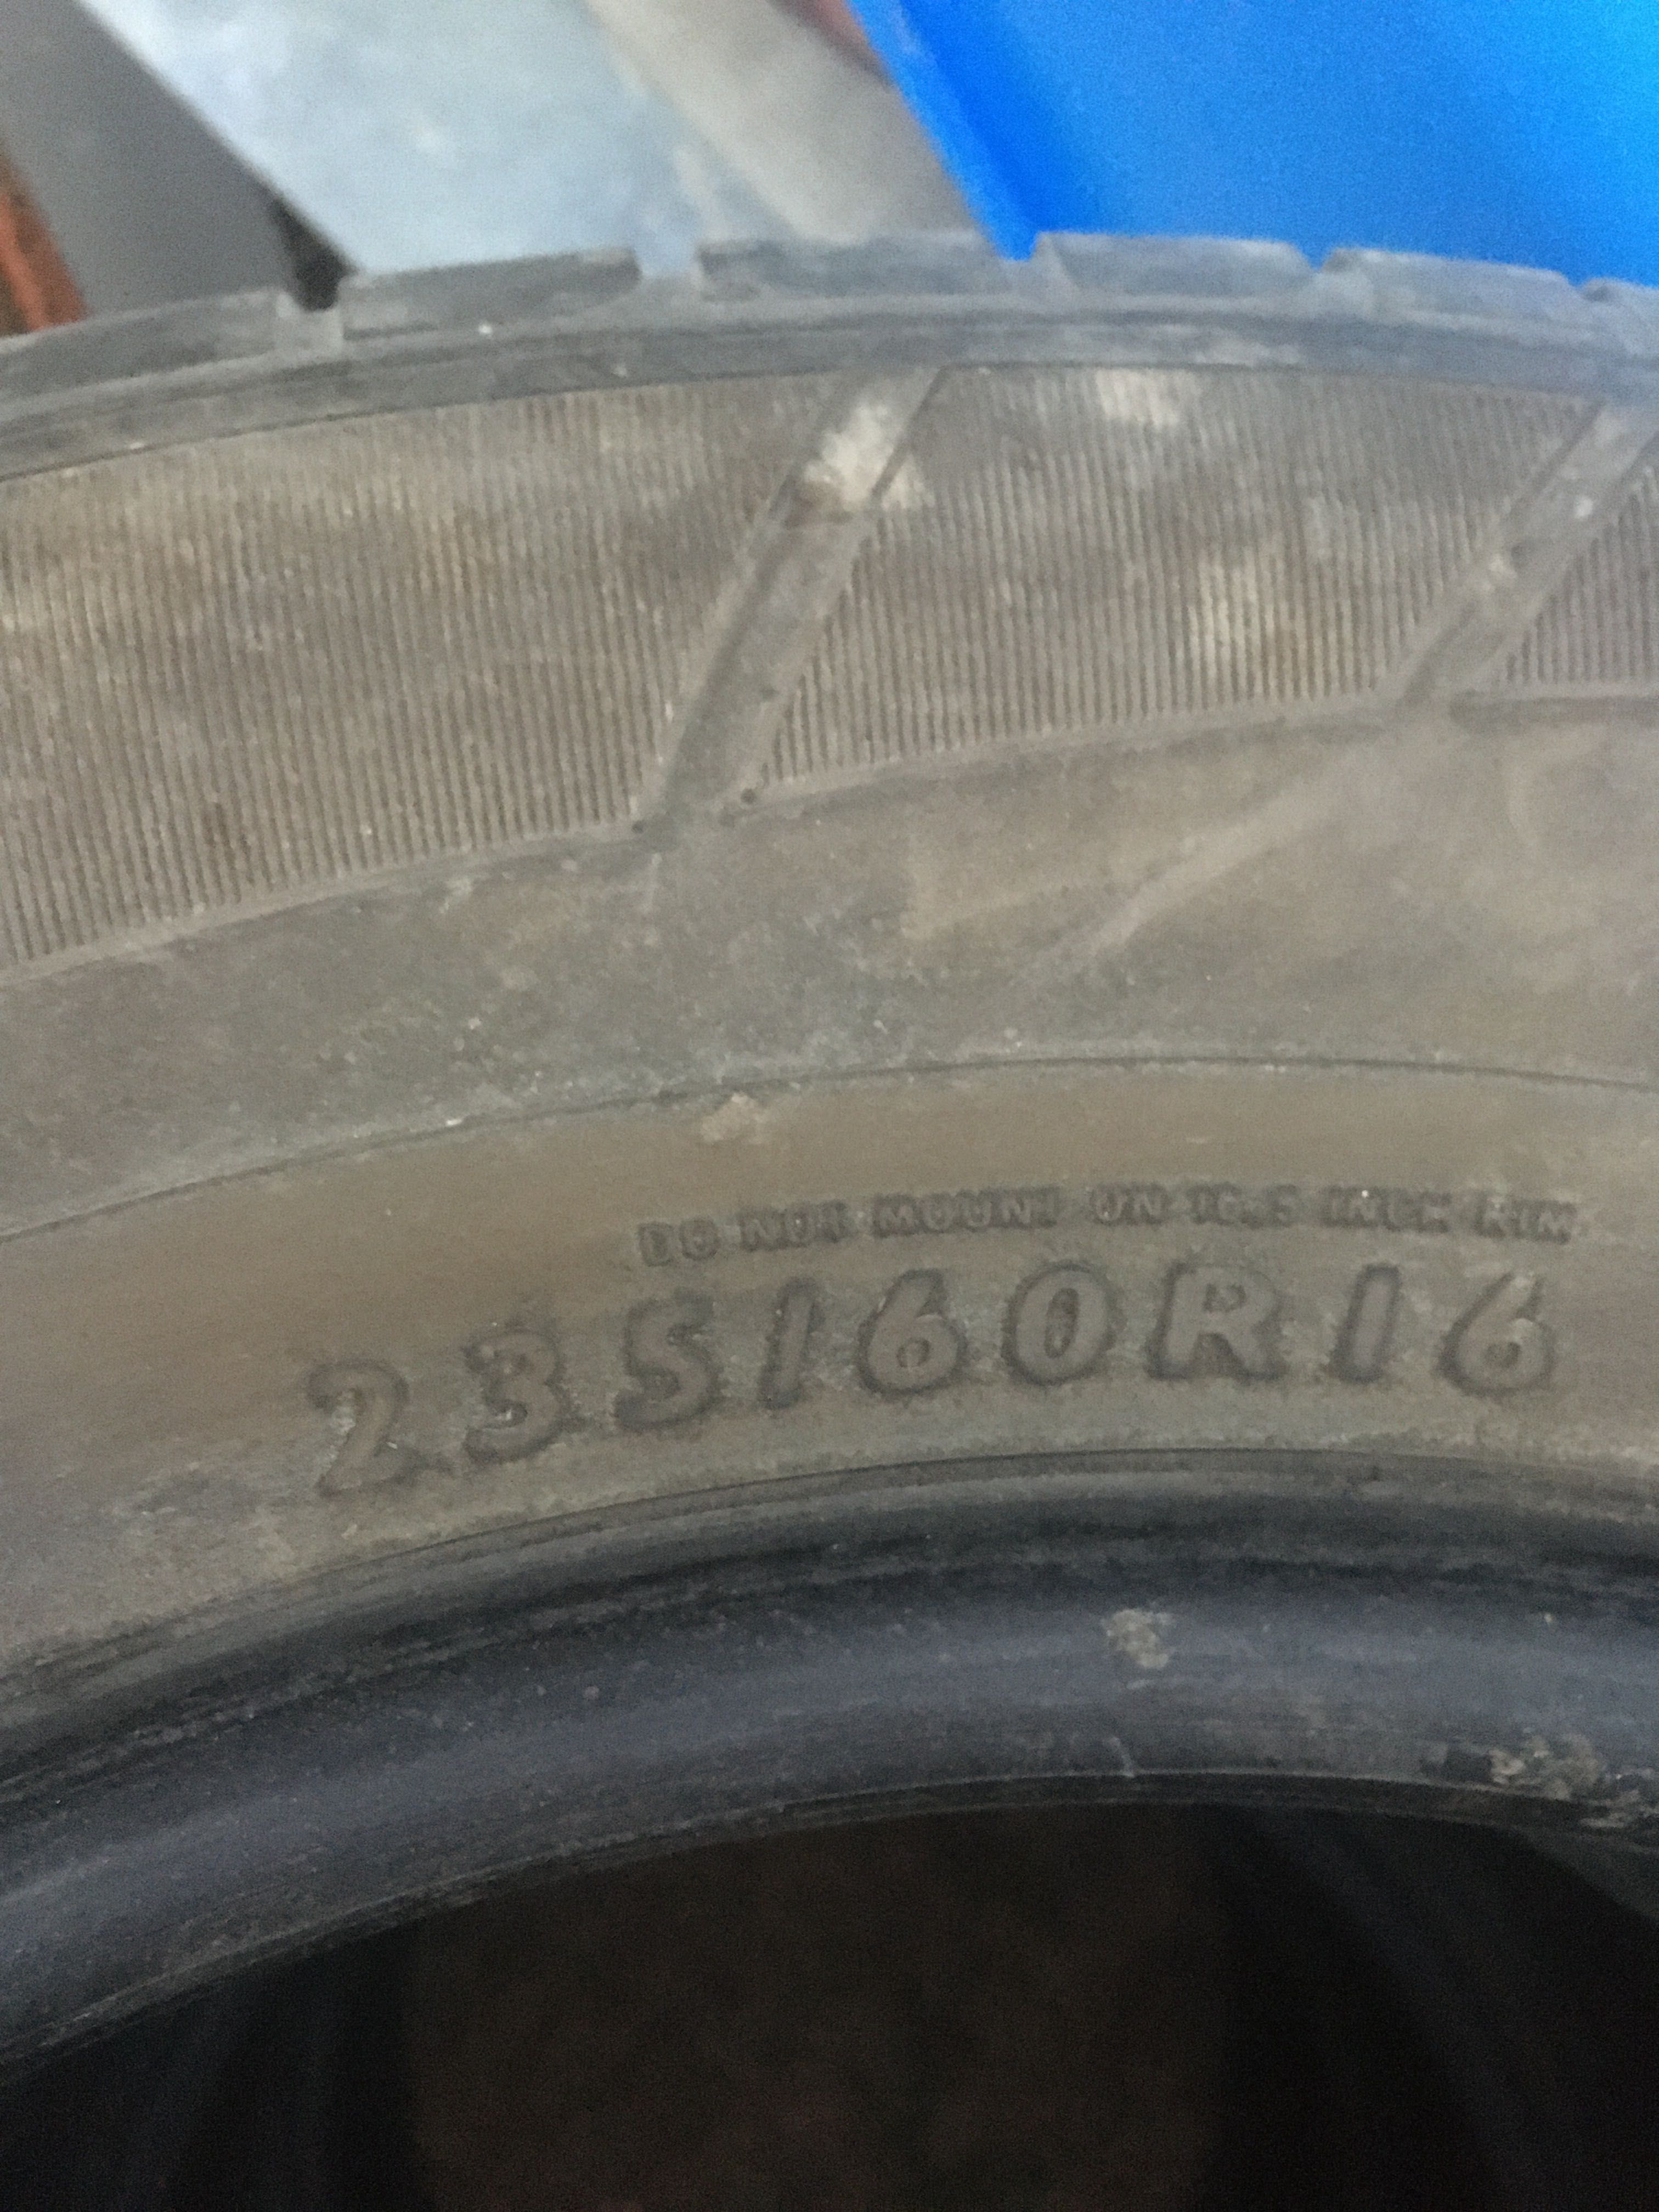 DO NOT MOUNT ON 16.5 INCH RIM
235/60R16